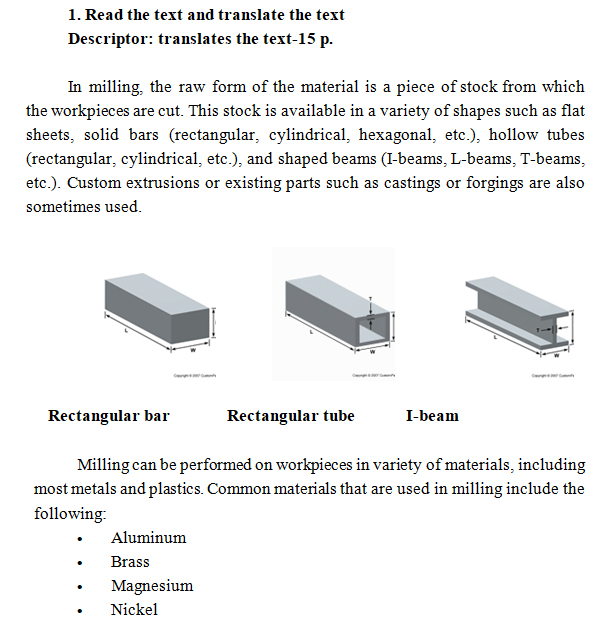 1. Read the text and translate the text
Descriptor: translates the text-15 p.
In milling, the raw form of the material is a piece of stock from which
the workpieces are cut. This stock is available in a variety of shapes such as flat
sheets, solid bars (rectangular, cylindrical, hexagonal, etc.), hollow tubes
(rectangular, cylindrical, etc.), and shaped beams (I-beams, L-beams, T-beams,
etc.). Custom extrusions or existing parts such as castings or forgings are also
sometimes used.
L W
T L W
T L W
Copyright © 2007 CustomPa
Copyright © 2007 CustomPa
Copyright © 2007 CustomPa
Rectangular bar Rectangular tube I-beam
Milling can be performed on workpieces in variety of materials, including
most metals and plastics. Common materials that are used in milling include the
following:
• Aluminum
• Brass
• Magnesium
• Nickel